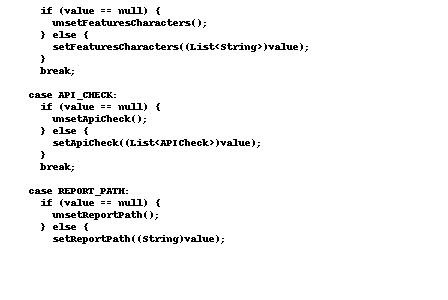 if (value == null) {
unsetFeaturesCharacters();
} else {
setFeaturesCharacters((List<String>)value);
}
break;
case API_CHECK:
if (value == null) {
unsetApiCheck();
} else {
setApiCheck((List<APICheck>)value);
}
break;
case REPORT_PATH:
if (value == null) {
unsetReportPath();
} else {
setReportPath((String)value);